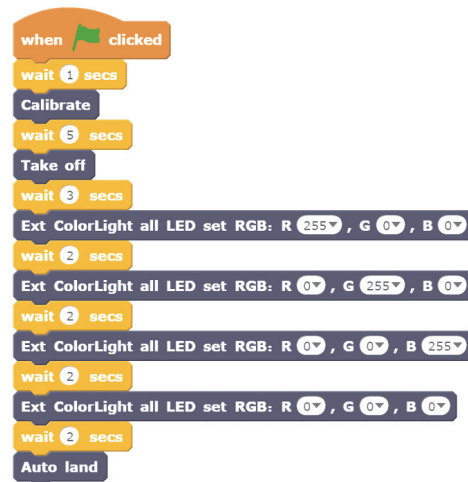 when clicked
wait 1 secs
Calibrate
wait 5 secs
Take off
wait 3 secs
Ext ColorLight all LED set RGB: R 255 , G 0 , B 0
wait 2 secs
Ext ColorLight all LED set RGB: R 0 , G 255 , B 0
wait 2 secs
Ext ColorLight all LED set RGB: R 0 , G 0 , B 255
wait 2 secs
Ext ColorLight all LED set RGB: R 0 , G 0 , B 0
wait 2 secs
Auto land